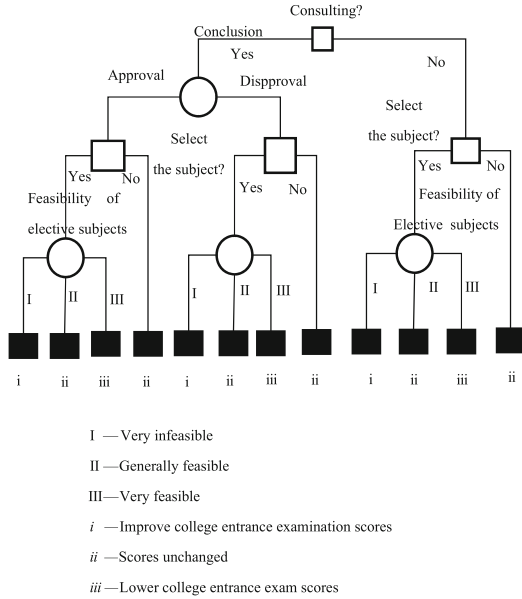 Consulting?
Conclusion
Yes
No
Approval
Dispproval
Select
the subject?
Select
the subject?
Yes
No
Yes
No
Yes
No
Feasibility of
elective subjects
Feasibility of
Elective subjects
I
II
III
I
II
III
I
II
III
i
ii
iii
ii
i
ii
iii
ii
i
ii
iii
ii
I —Very infeasible
II —Generally feasible
III—Very feasible
i —Improve college entrance examination scores
ii —Scores unchanged
iii —Lower college entrance exam scores